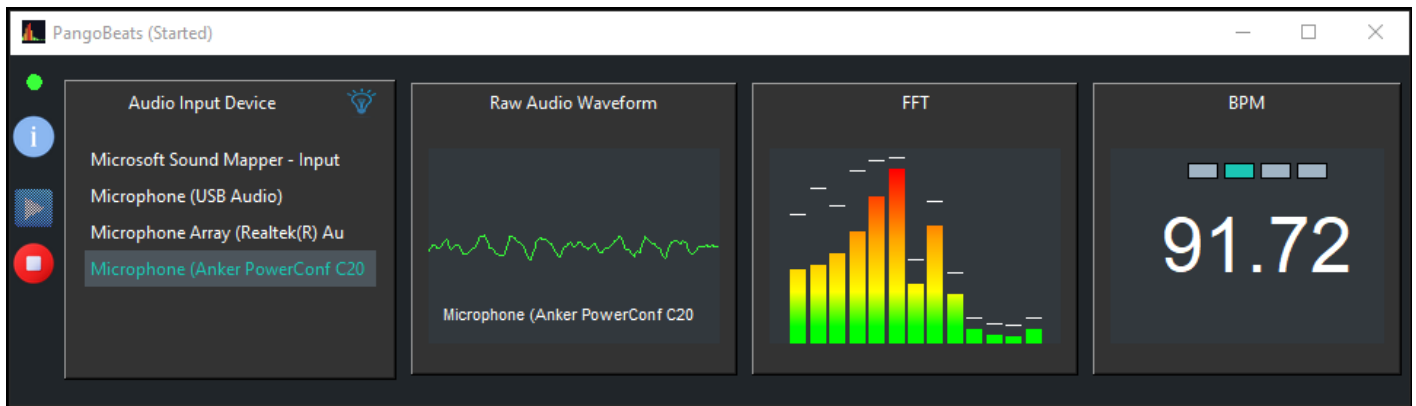 PangoBeats (Started)
Audio Input Device
Microsoft Sound Mapper - Input
Microphone (USB Audio)
Microphone Array (Realtek(R) Au
Microphone (Anker PowerConf C20
Raw Audio Waveform
Microphone (Anker PowerConf C20
FFT
BPM
91.72
i